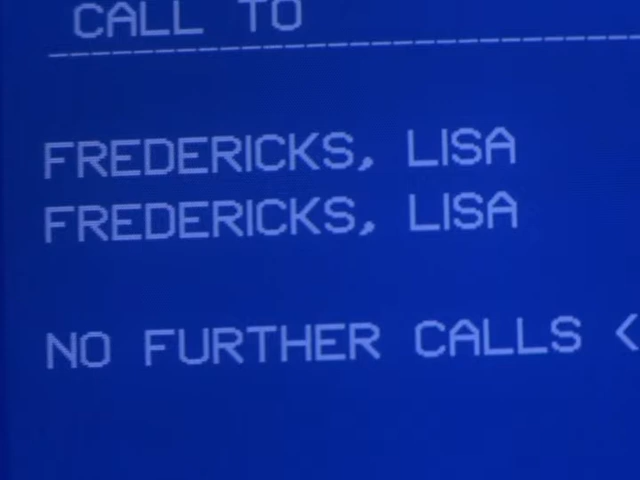 CALL TO
FREDERICKS, LISA
FREDERICKS, LISA
NO FURTHER CALLS <